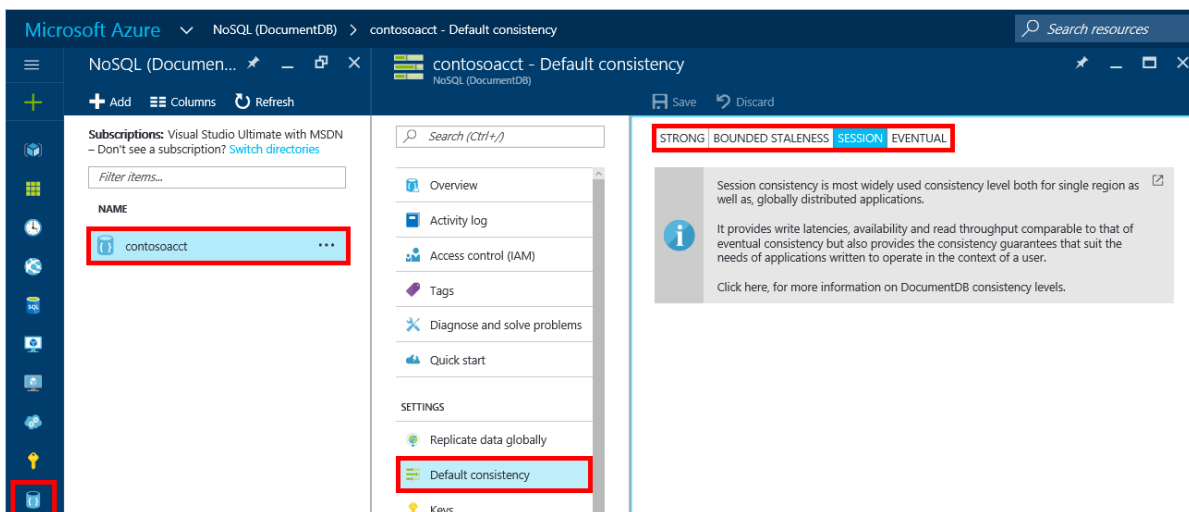 Microsoft Azure NoSQL (DocumentDB) > contosoacct - Default consistency Search resources
NoSQL (Documen...
Add Columns Refresh
Subscriptions: Visual Studio Ultimate with MSDN
– Don't see a subscription? Switch directories
Filter items...
NAME
contosoacct ...
contosoacct - Default consistency
NoSQL (DocumentDB)
Save Discard
Search (Ctrl+/)
Overview
Activity log
Access control (IAM)
Tags
Diagnose and solve problems
Quick start
SETTINGS
Replicate data globally
Default consistency
Keys
STRONG BOUNDED STALENESS SESSION EVENTUAL
Session consistency is most widely used consistency level both for single region as
well as, globally distributed applications.
It provides write latencies, availability and read throughput comparable to that of
eventual consistency but also provides the consistency guarantees that suit the
needs of applications written to operate in the context of a user.
Click here, for more information on DocumentDB consistency levels.
SQL